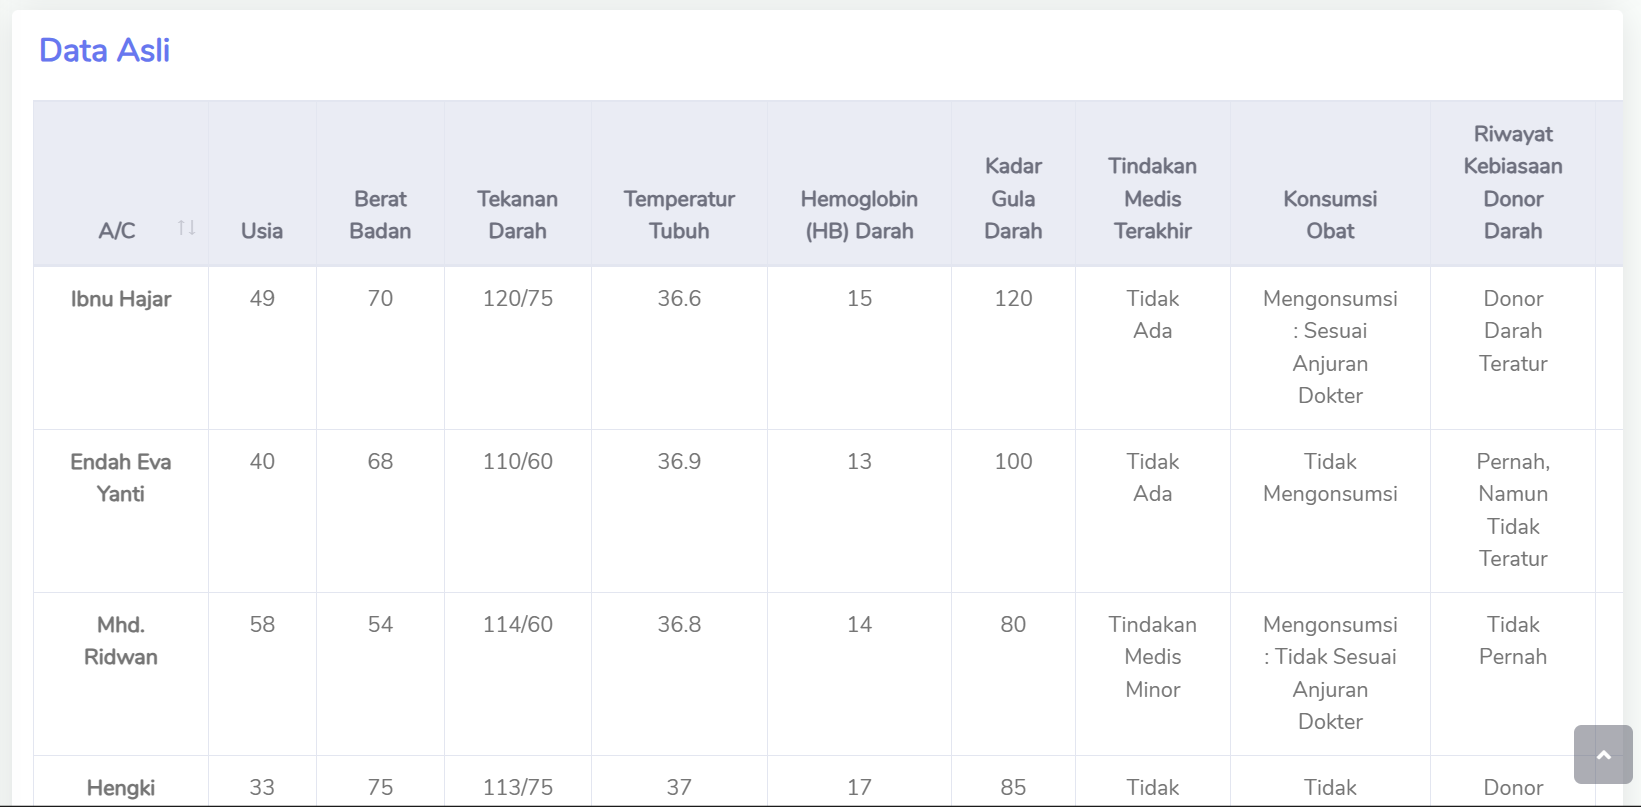 Data Asli
A/C
Usia
Berat
Badan
Tekanan
Darah
Temperatur
Tubuh
Hemoglobin
(HB) Darah
Kadar
Gula
Darah
Tindakan
Medis
Terakhir
Konsumsi
Obat
Riwayat
Kebiasaan
Donor
Darah
Ibnu Hajar
49
70
120/75
36.6
15
120
Tidak
Ada
Mengonsumsi
: Sesuai
Anjuran
Dokter
Donor
Darah
Teratur
Endah Eva
Yanti
40
68
110/60
36.9
13
100
Tidak
Ada
Tidak
Mengonsumsi
Pernah,
Namun
Tidak
Teratur
Mhd.
Ridwan
58
54
114/60
36.8
14
80
Tindakan
Medis
Minor
Mengonsumsi
: Tidak Sesuai
Anjuran
Dokter
Tidak
Pernah
Hengki
33
75
113/75
37
17
85
Tidak
Tidak
Donor